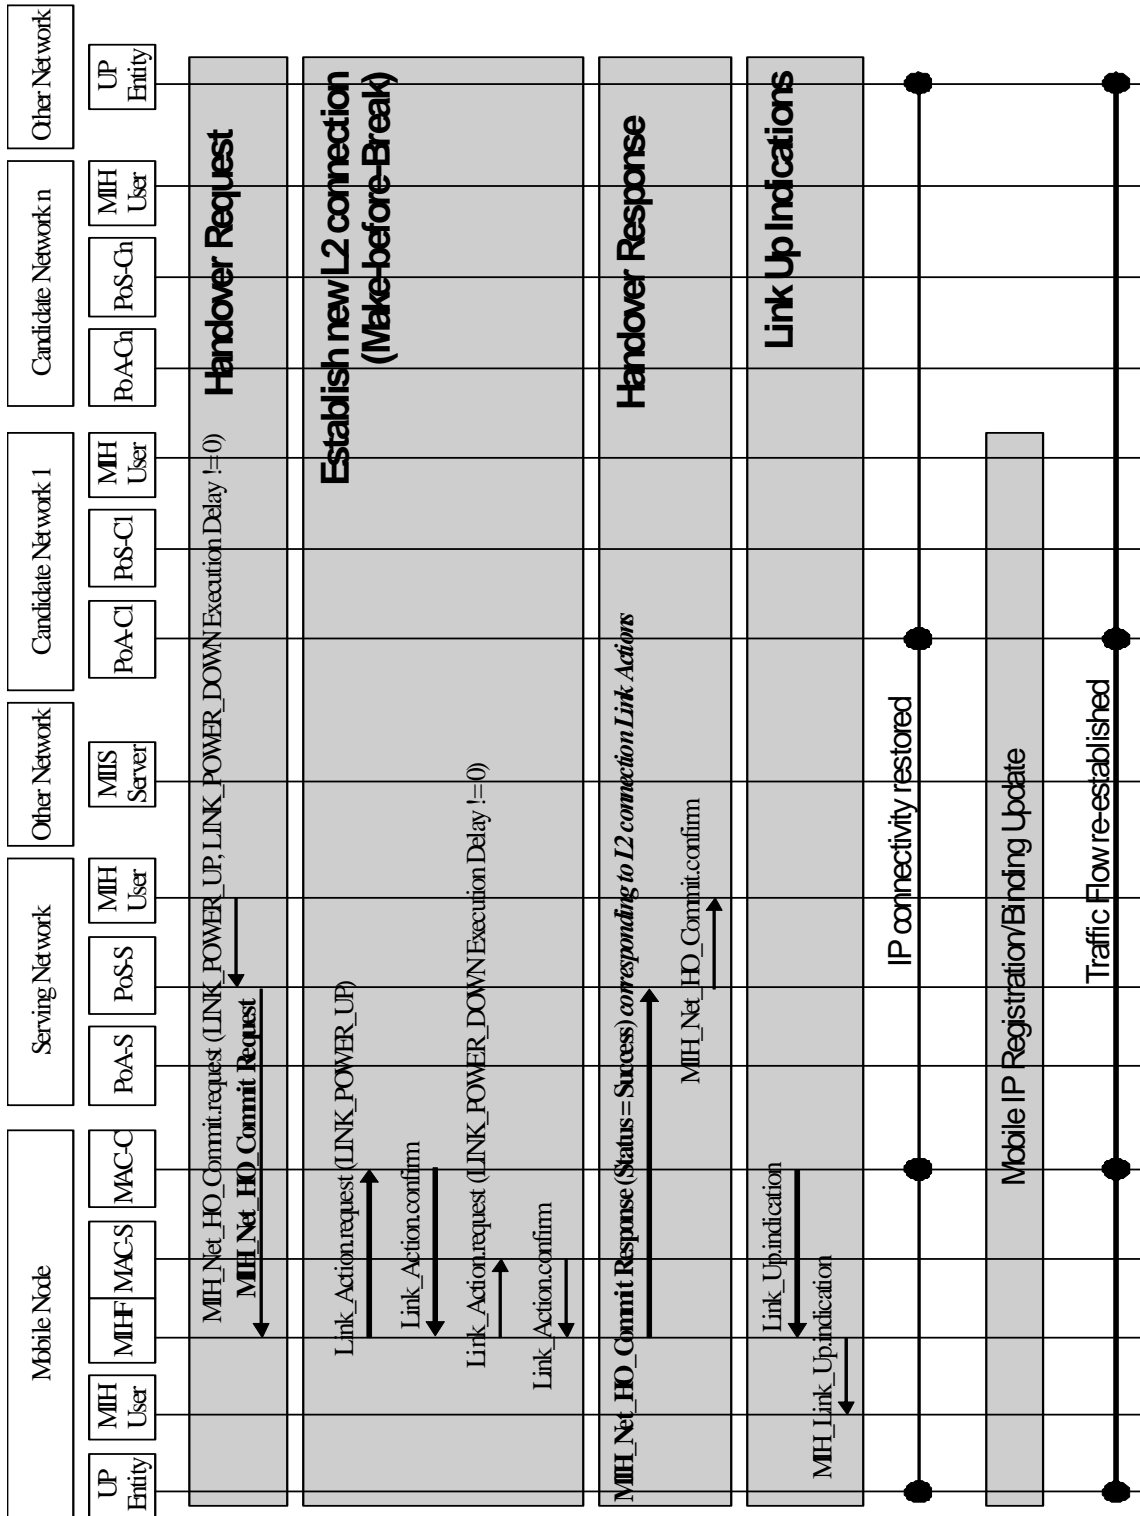 Mobile Node
Serving Network
Other Network
Candidate Network 1
Candidate Network n
Other Network
UP
Entity
MIH
User
MIHF
MAC-S
MAC-C
PoA-S
PoS-S
MIH
User
MIIS
Server
PoA-C1
PoS-C1
MIH
User
PoA-Cn
PoS-Cn
MIH
User
UP
Entity
MIH_Net_HO_Commit.request (LINK_POWER_UP, LINK_POWER_DOWN Execution Delay !=0)
Handover Request
MIH_Net_HO_Commit Request
Establish new L2 connection
(Make-before-Break)
Link_Action.request (LINK_POWER_UP)
Link_Action.confirm
Link_Action.request (LINK_POWER_DOWN Execution Delay !=0)
Link_Action.confirm
MIH_Net_HO_Commit Response (Status = Success) corresponding to L2 connection Link Actions
Handover Response
MIH_Net_HO_Commit.confirm
Link Up Indications
Link_Up.indication
MIH_Link_Up.indication
IP connectivity restored
Mobile IP Registration/Binding Update
Traffic Flow re-established